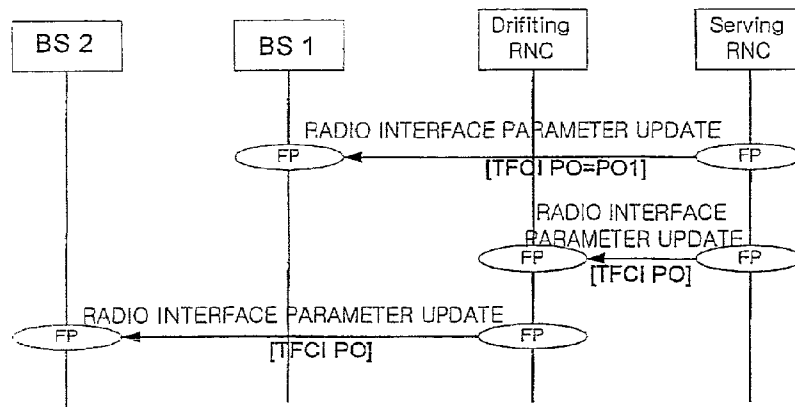 BS 2
BS 1
Drifiting
RNC
Serving
RNC
RADIO INTERFACE PARAMETER UPDATE
FP
FP
[TFCI PO=PO1]
RADIO INTERFACE
PARAMETER UPDATE
FP
FP
[TFCI PO]
RADIO INTERFACE PARAMETER UPDATE
FP
FP
[TFCI PO]